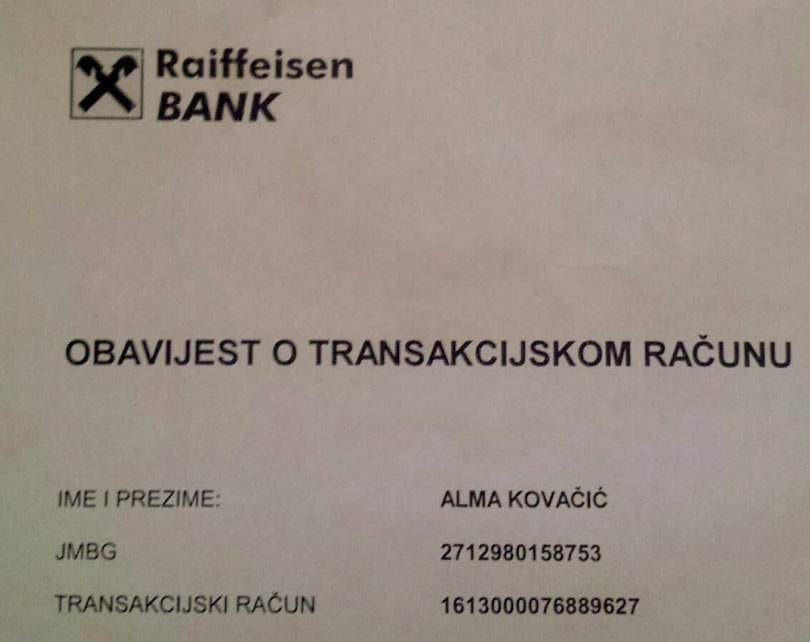 Raiffeisen
BANK
OBAVIJEST O TRANSAKCIJSKOM RAČUNU
IME I PREZIME: ALMA KOVAČIĆ
JMBG 2712980158753
TRANSAKCIJSKI RAČUN 1613000076889627